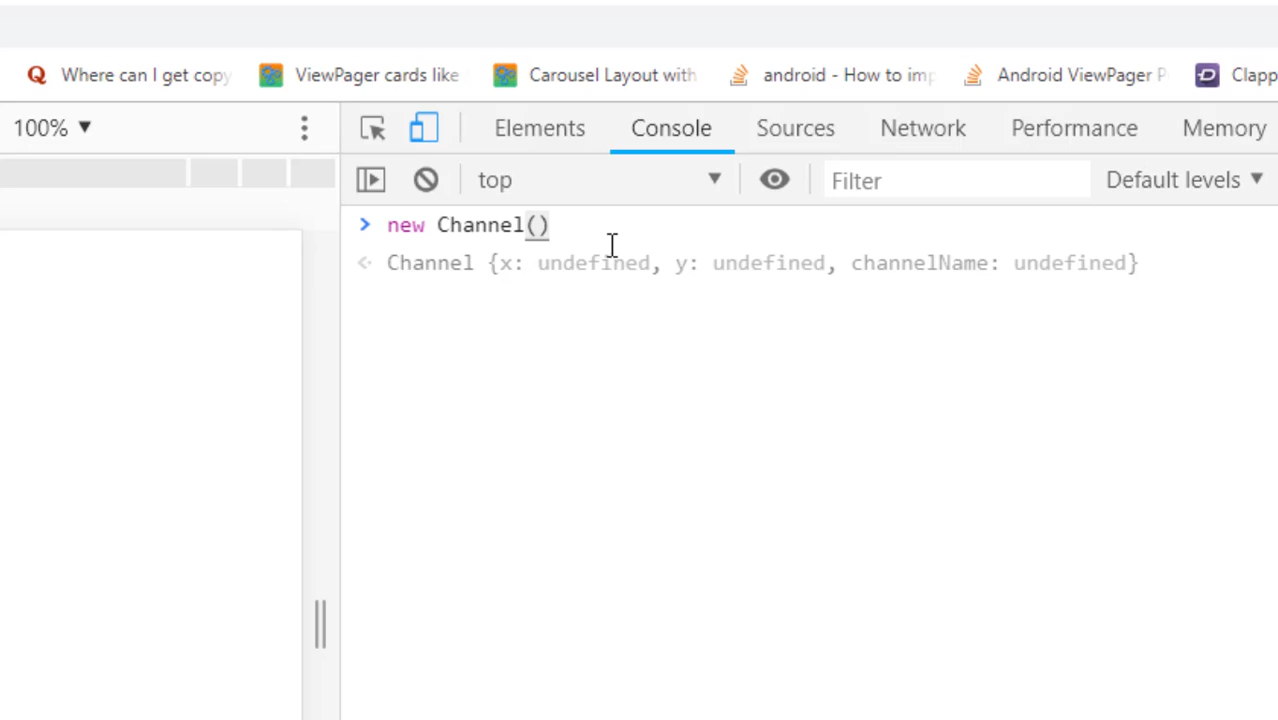 Where can I get copy ViewPager cards like Carousel Layout with android - How to imp Android ViewPager P Clapp
100% Elements Console Sources Network Performance Memory
top Filter Default levels
> new Channel()
Channel {x: undefined, y: undefined, channelName: undefined}